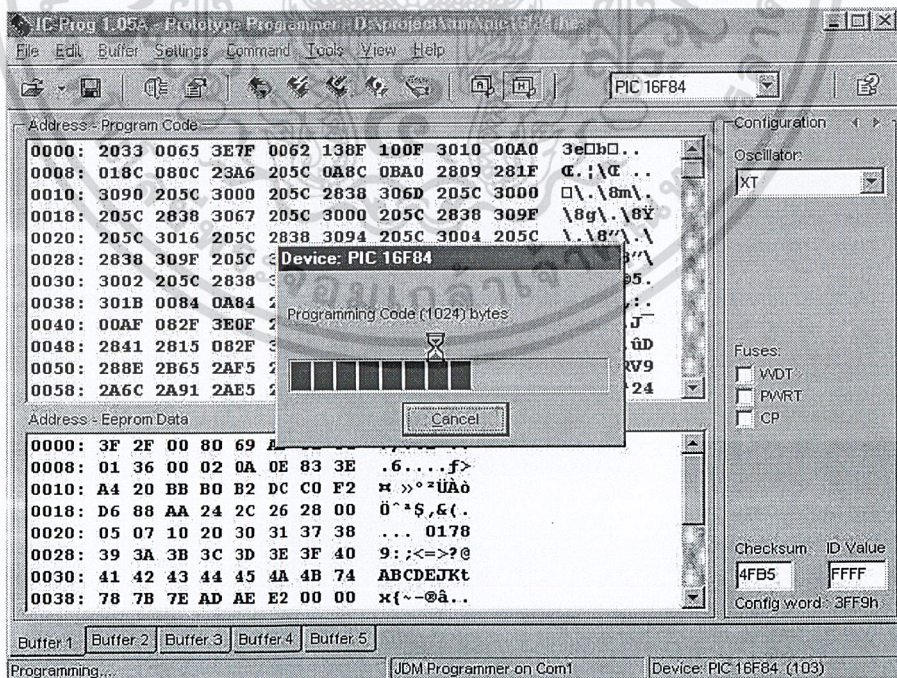 IC-Prog 1.05A - Prototype Programmer - D:\project\
File Edit Buffer Settings Command Tools View Help
PIC 16F84
Address - Program Code
0000: 2033 0065 3E7F 0062 138F 100F 3010 00A0 3e□b□..
0008: 018C 080C 23A6 205C 0A8C 0BA0 2809 281F Œ.¦\Œ ..
0010: 3090 205C 3000 205C 2838 306D 205C 3000 □\.\8m\.
0018: 205C 2838 3067 205C 3000 205C 2838 309F \8g\.\8Ÿ
0020: 205C 3016 205C 2838 3094 205C 3004 205C \.\8”\.\
0028: 2838 309F 205C
0030: 3002 205C 2838
0038: 301B 0084 0A84
0040: 00AF 082F 3E0F
0048: 2841 2815 082F
0050: 288E 2B65 2AF5
0058: 2A6C 2A91 2AE5
Device: PIC 16F84
Programming Code (1024) bytes
Cancel
Address - Eeprom Data
0000: 3F 2F 00 80 69
0008: 01 36 00 02 0A 0E 83 3E .6....ƒ>
0010: A4 20 BB B0 B2 DC C0 F2 ¤ »°²ÜÀò
0018: D6 88 AA 24 2C 26 28 00 Öˆª$,&(.
0020: 05 07 10 20 30 31 37 38 ... 0178
0028: 39 3A 3B 3C 3D 3E 3F 40 9:;<=>?@
0030: 41 42 43 44 45 4A 4B 74 ABCDEJKt
0038: 78 7B 7E AD AE E2 00 00 x{~-®â..
Configuration
Oscillator:
XT
Fuses:
WDT
PWRT
CP
Checksum ID Value
4FB5 FFFF
Config word: 3FF9h
Buffer 1 Buffer 2 Buffer 3 Buffer 4 Buffer 5
Programming... JDM Programmer on Com1 Device: PIC 16F84 (103)